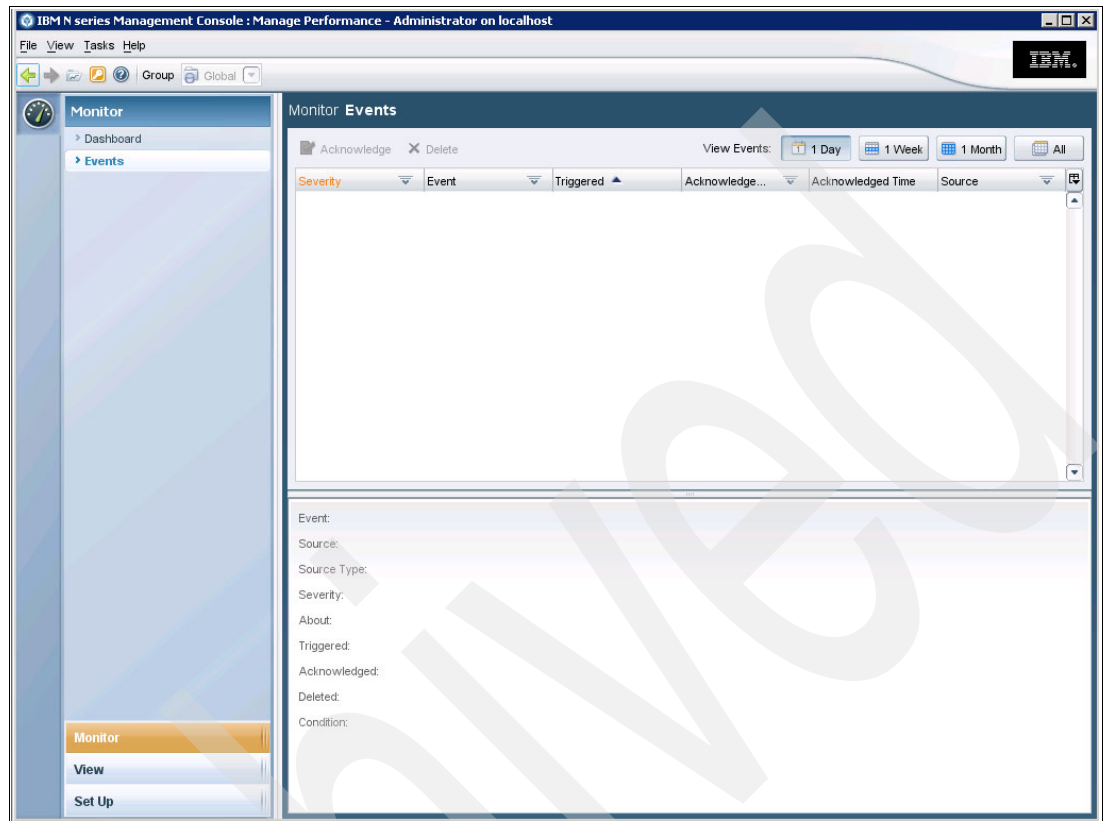 IBM N series Management Console : Manage Performance - Administrator on localhost
File View Tasks Help
Group Global
IBM.
Monitor
Dashboard
Events
Monitor Events
Acknowledge Delete View Events: 1 Day 1 Week 1 Month All
Severity Event Triggered Acknowledge... Acknowledged Time Source
Event:
Source:
Source Type:
Severity:
About:
Triggered:
Acknowledged:
Deleted:
Condition:
Monitor
View
Set Up